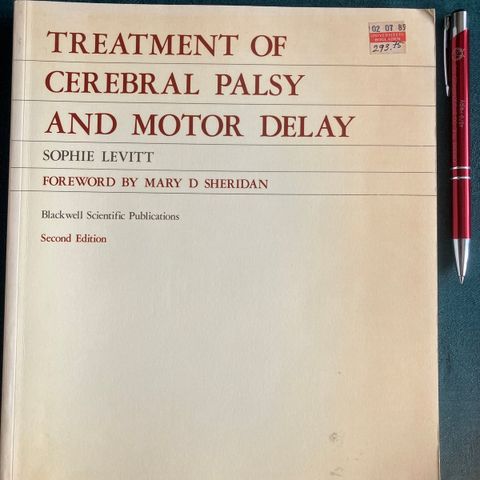 02 07 85
293.75
TREATMENT OF
CEREBRAL PALSY
AND MOTOR DELAY
SOPHIE LEVITT
FOREWORD BY MARY D SHERIDAN
Blackwell Scientific Publications
Second Edition